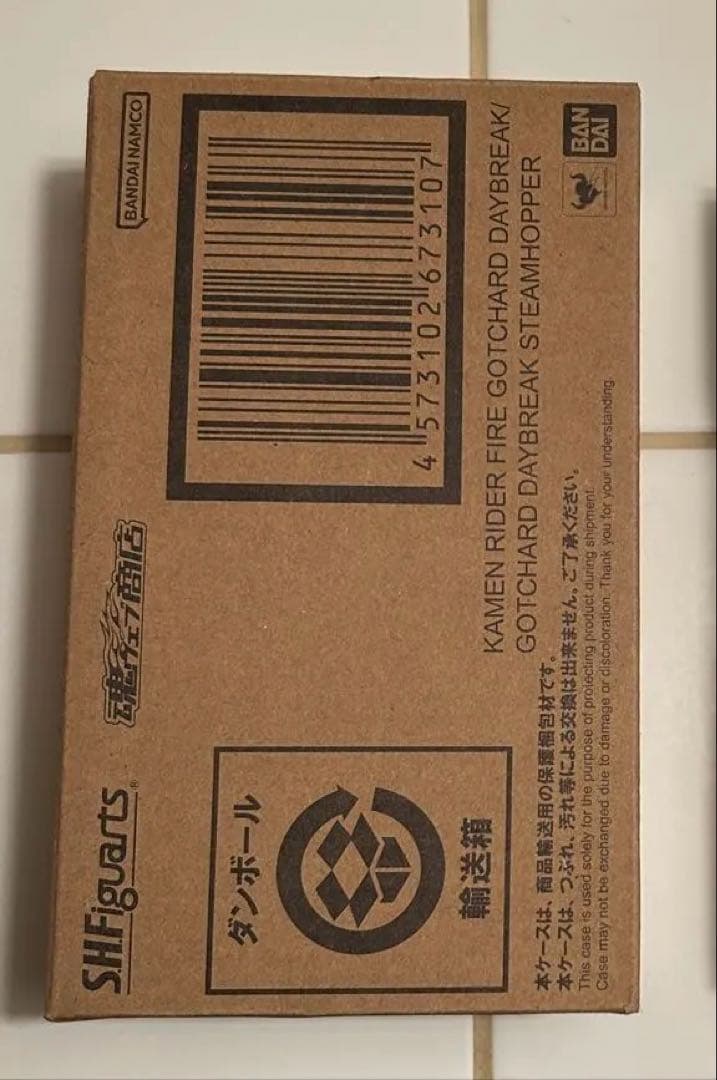 S.H.Figuarts®
魂ウェブ商店
BANDAI NAMCO
ダンボール
輸送箱
4 573102 673107
KAMEN RIDER FIRE GOTCHARD DAYBREAK/
GOTCHARD DAYBREAK STEAMHOPPER
BAN
DAI
本ケースは、商品輸送用の保護梱包材です。
本ケースは、つぶれ、汚れ等による交換は出来ません。ご了承ください。
This case is used solely for the purpose of protecting product during shipment.
Case may not be exchanged due to damage or discoloration. Thank you for your understanding.